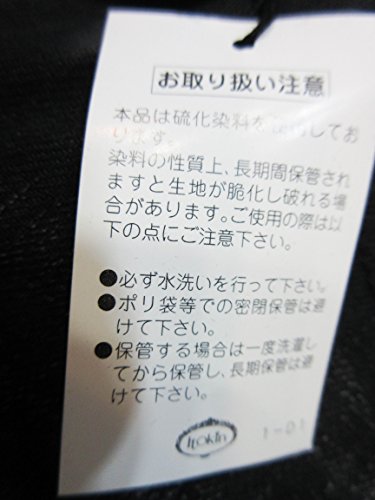 お取り扱い注意
本品は硫化染料を使用してお
ります。
染料の性質上、長期間保管され
ますと生地が脆化し破れる場
合があります。ご使用の際は以
下の点にご注意下さい。
●必ず水洗いを行って下さい。
●ポリ袋等での密閉保管は避
けて下さい。
●保管する場合は一度洗濯し
てから保管し、長期保管は避
けて下さい。
itokin
1-01